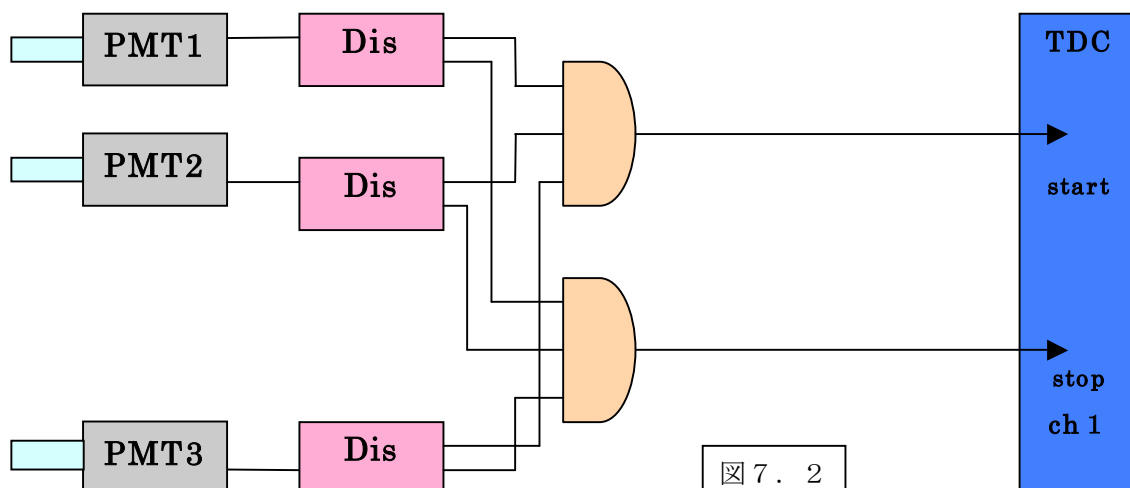 PMT1
Dis
TDC
PMT2
Dis
start
stop
ch 1
PMT3
Dis
図７．２